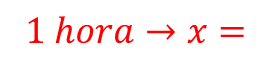 1 hora → x =